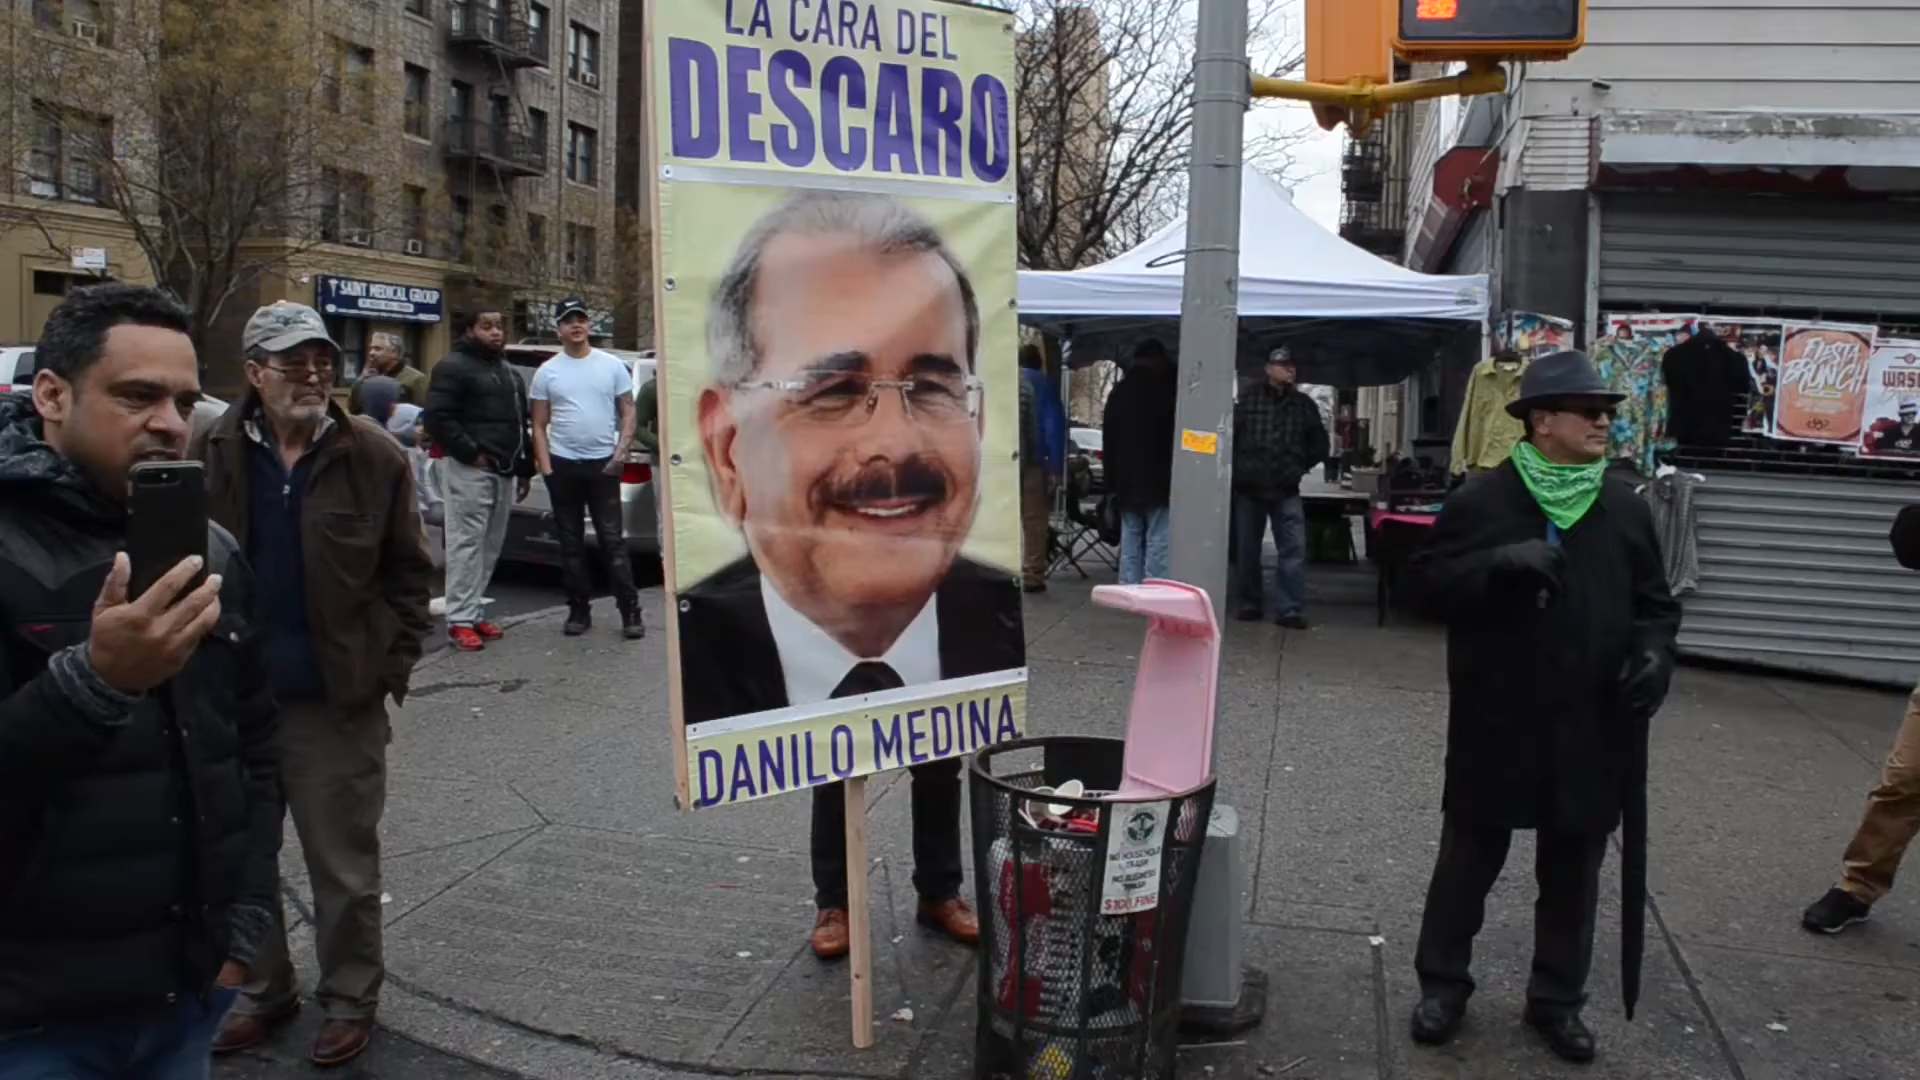 LA CARA DEL
DESCARO
DANILO MEDINA
SAINT MEDICAL GROUP
FIESTA
BRUNCH
NO HOUSEHOLD
TRASH
NO BUSINESS
TRASH
$100 FINE